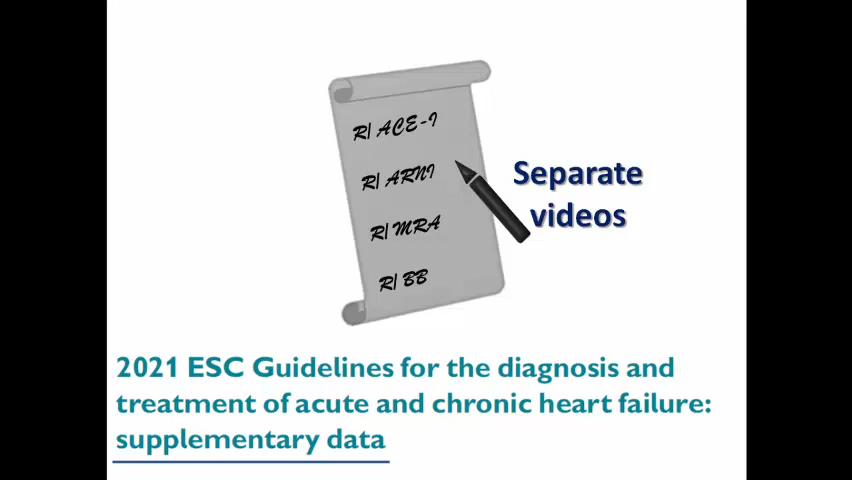 R/ ACE-I
R/ ARNI
R/ MRA
R/ BB
Separate
videos
2021 ESC Guidelines for the diagnosis and
treatment of acute and chronic heart failure:
supplementary data